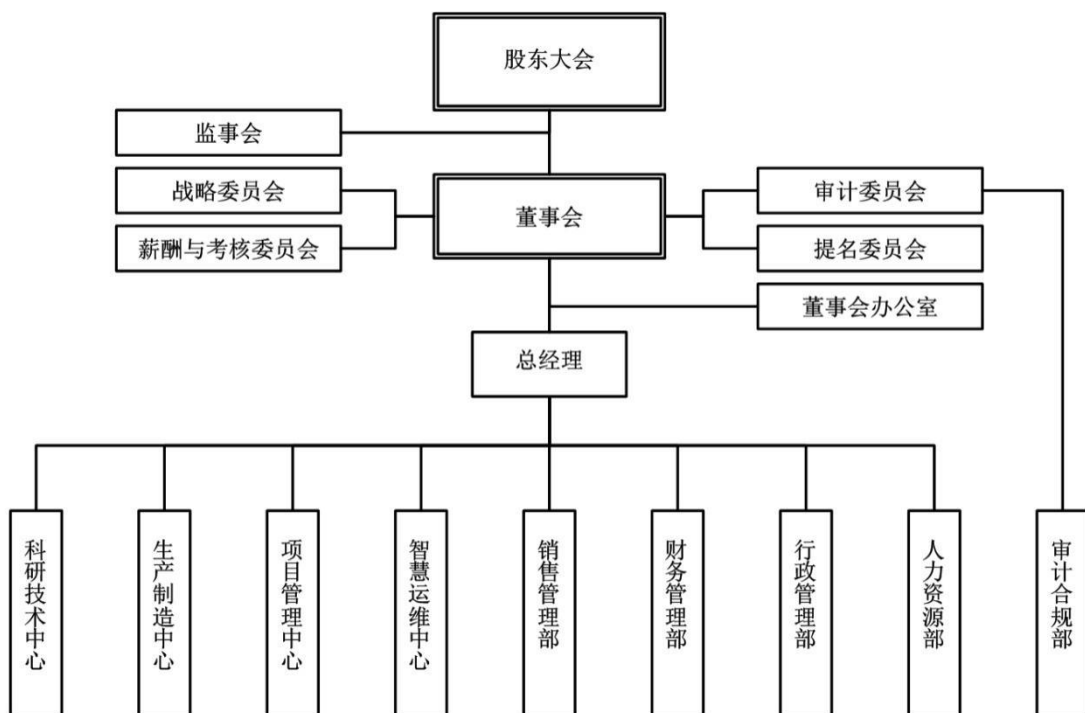 股东大会
监事会
战略委员会
董事会
审计委员会
薪酬与考核委员会
提名委员会
董事会办公室
总经理
科研技术中心
生产制造中心
项目管理中心
智慧运维中心
销售管理部
财务管理部
行政管理部
人力资源部
审计合规部